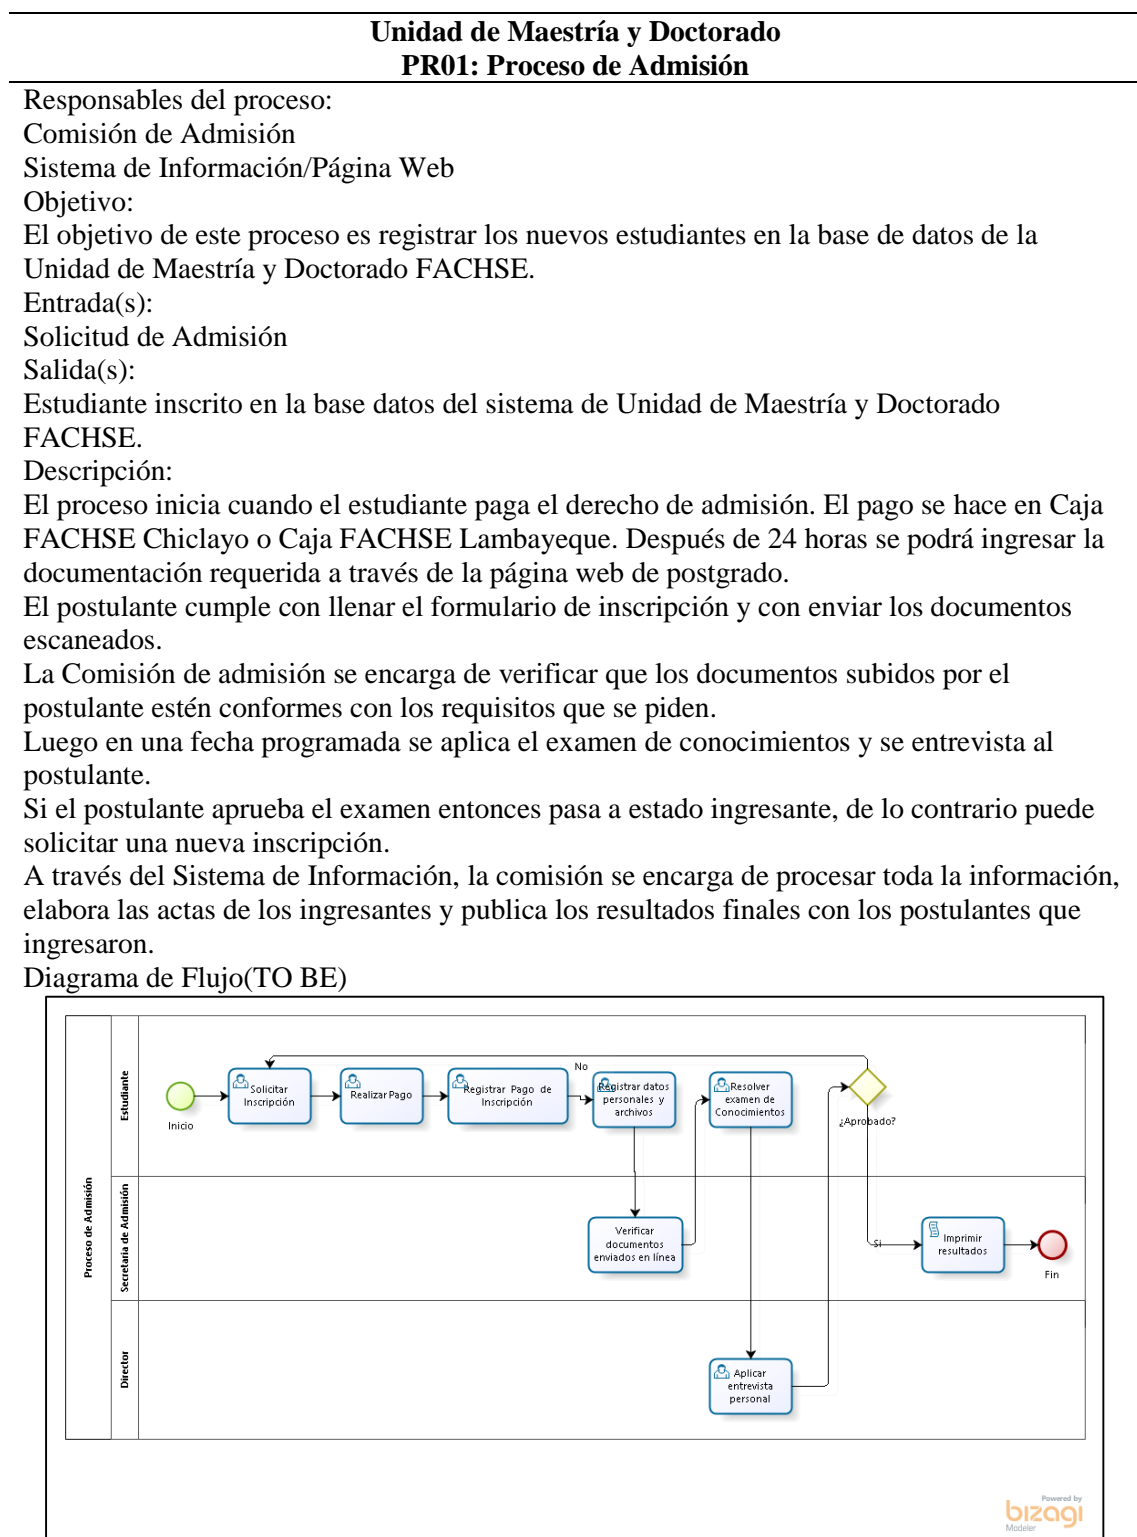 Unidad de Maestría y Doctorado
PR01: Proceso de Admisión
Responsables del proceso:
Comisión de Admisión
Sistema de Información/Página Web
Objetivo:
El objetivo de este proceso es registrar los nuevos estudiantes en la base de datos de la
Unidad de Maestría y Doctorado FACHSE.
Entrada(s):
Solicitud de Admisión
Salida(s):
Estudiante inscrito en la base datos del sistema de Unidad de Maestría y Doctorado
FACHSE.
Descripción:
El proceso inicia cuando el estudiante paga el derecho de admisión. El pago se hace en Caja
FACHSE Chiclayo o Caja FACHSE Lambayeque. Después de 24 horas se podrá ingresar la
documentación requerida a través de la página web de postgrado.
El postulante cumple con llenar el formulario de inscripción y con enviar los documentos
escaneados.
La Comisión de admisión se encarga de verificar que los documentos subidos por el
postulante estén conformes con los requisitos que se piden.
Luego en una fecha programada se aplica el examen de conocimientos y se entrevista al
postulante.
Si el postulante aprueba el examen entonces pasa a estado ingresante, de lo contrario puede
solicitar una nueva inscripción.
A través del Sistema de Información, la comisión se encarga de procesar toda la información,
elabora las actas de los ingresantes y publica los resultados finales con los postulantes que
ingresaron.
Diagrama de Flujo(TO BE)
Proceso de Admisión
Estudiante
Inicio
Solicitar
Inscripción
Realizar Pago
Registrar Pago de
Inscripción
No
Registrar datos
personales y
archivos
Resolver
examen de
Conocimientos
¿Aprobado?
Secretaria de Admisión
Verificar
documentos
enviados en línea
Si
Imprimir
resultados
Fin
Director
Aplicar
entrevista
personal
Powered by
bizagi
Modeler